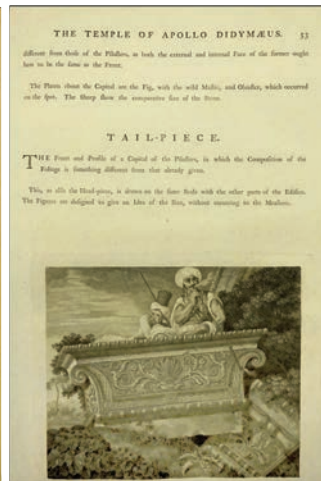 THE TEMPLE OF APOLLO DIDYMÆUS. 53
different from those of the Pilasters, as both the external and internal Face of the former ought
here to be the same as the Front.
The Plants about the Capital are the Fig, with the wild Mastic, and Oleaster, which occurred
on the spot. The Sheep shew the comparative size of the Stone.
TAIL-PIECE.
THE Front and Profile of a Capital of the Pilasters, in which the Composition of the
Foliage is something different from that already given.
This, as also the Head-piece, is drawn on the same Scale with the other parts of the Edifice.
The Figures are designed to give an Idea of the Size, without recurring to the Measures.